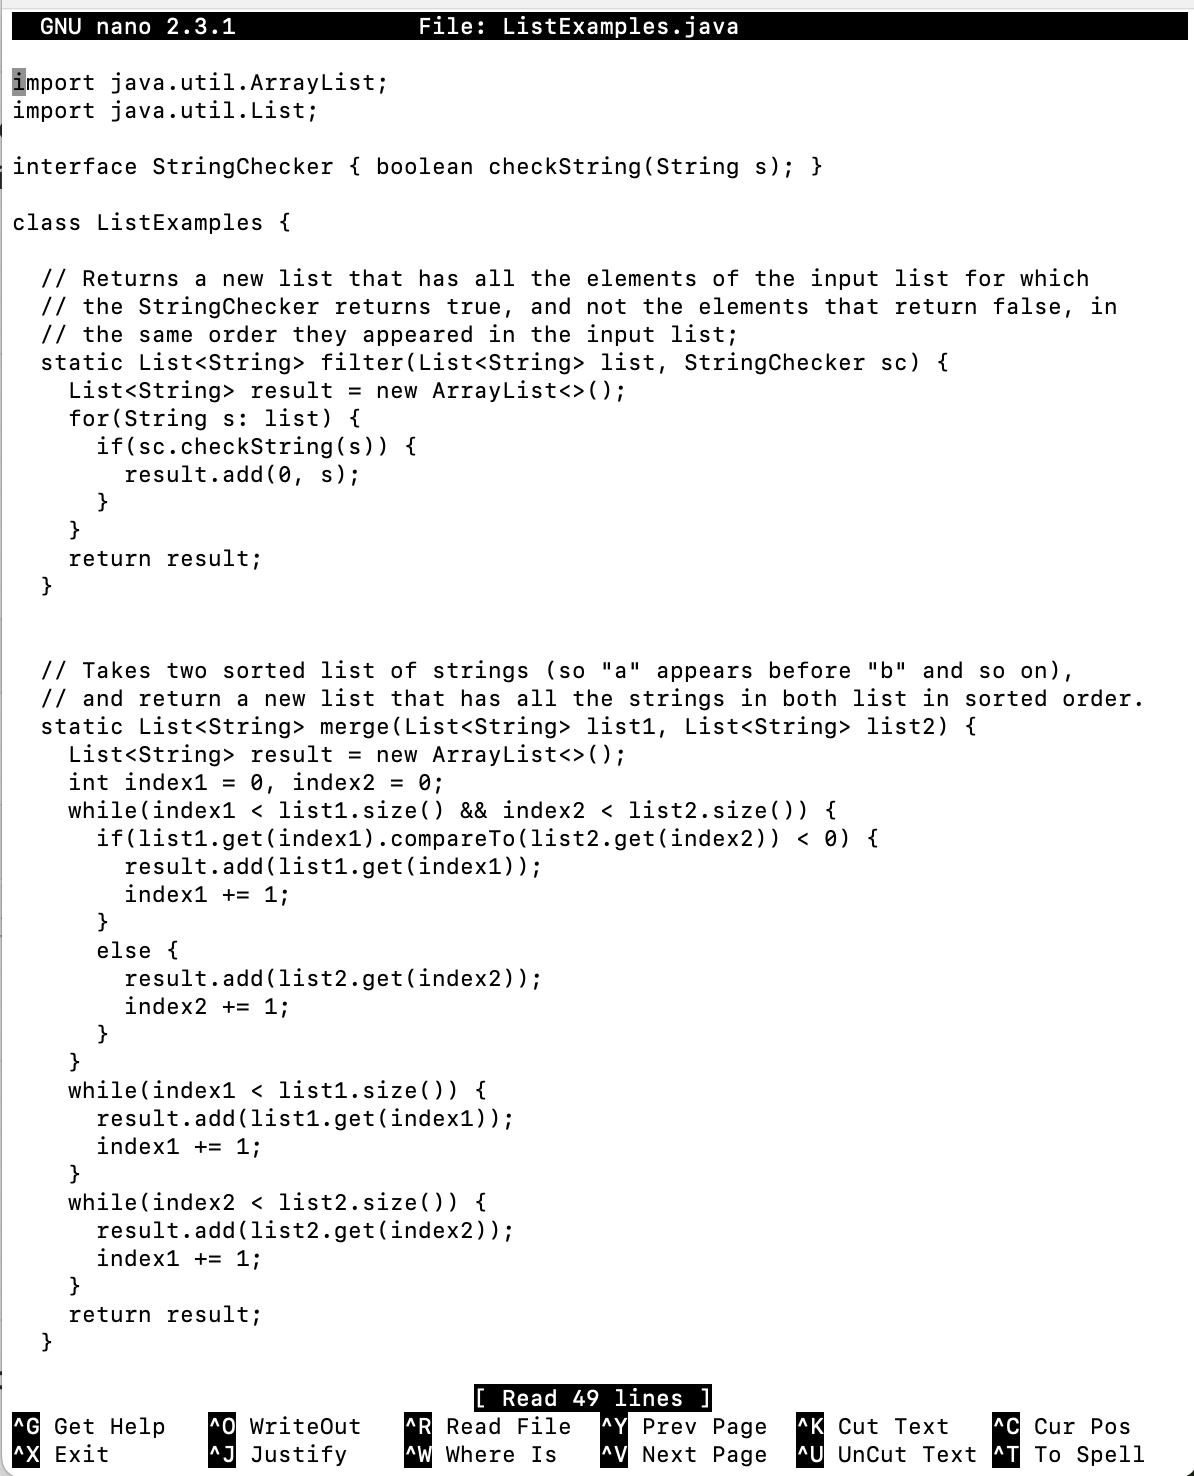 GNU nano 2.3.1 File: ListExamples.java
import java.util.ArrayList;
import java.util.List;
interface StringChecker { boolean checkString(String s); }
class ListExamples {
  // Returns a new list that has all the elements of the input list for which
  // the StringChecker returns true, and not the elements that return false, in
  // the same order they appeared in the input list;
  static List<String> filter(List<String> list, StringChecker sc) {
    List<String> result = new ArrayList<>();
    for(String s: list) {
      if(sc.checkString(s)) {
        result.add(0, s);
      }
    }
    return result;
  }
  // Takes two sorted list of strings (so "a" appears before "b" and so on),
  // and return a new list that has all the strings in both list in sorted order.
  static List<String> merge(List<String> list1, List<String> list2) {
    List<String> result = new ArrayList<>();
    int index1 = 0, index2 = 0;
    while(index1 < list1.size() && index2 < list2.size()) {
      if(list1.get(index1).compareTo(list2.get(index2)) < 0) {
        result.add(list1.get(index1));
        index1 += 1;
      }
      else {
        result.add(list2.get(index2));
        index2 += 1;
      }
    }
    while(index1 < list1.size()) {
      result.add(list1.get(index1));
      index1 += 1;
    }
    while(index2 < list2.size()) {
      result.add(list2.get(index2));
      index1 += 1;
    }
    return result;
  }
[ Read 49 lines ]
^G Get Help ^O WriteOut ^R Read File ^Y Prev Page ^K Cut Text ^C Cur Pos
^X Exit ^J Justify ^W Where Is ^V Next Page ^U UnCut Text ^T To Spell